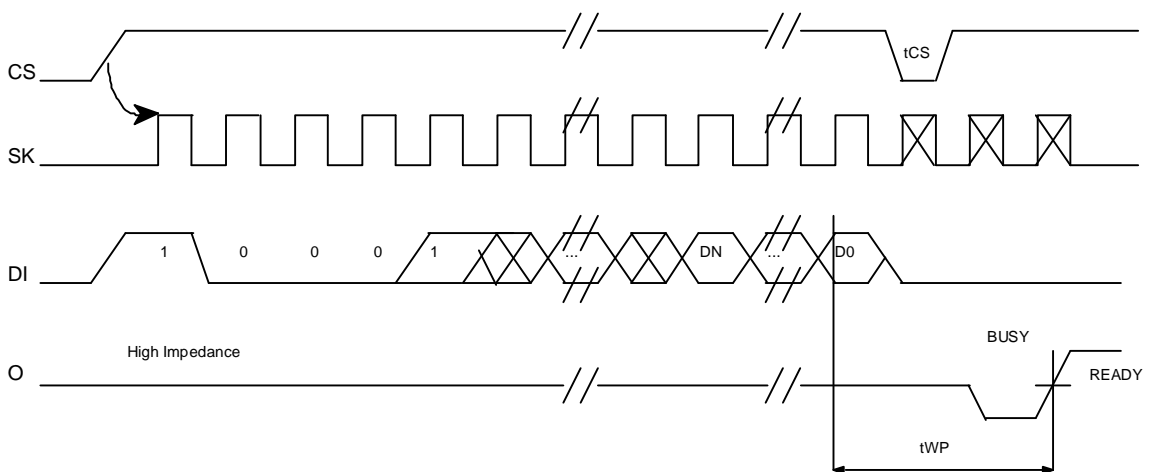 tCS
CS
SK
1 0 0 0 1 ... DN ... D0
DI
BUSY
High Impedance
O
READY
tWP